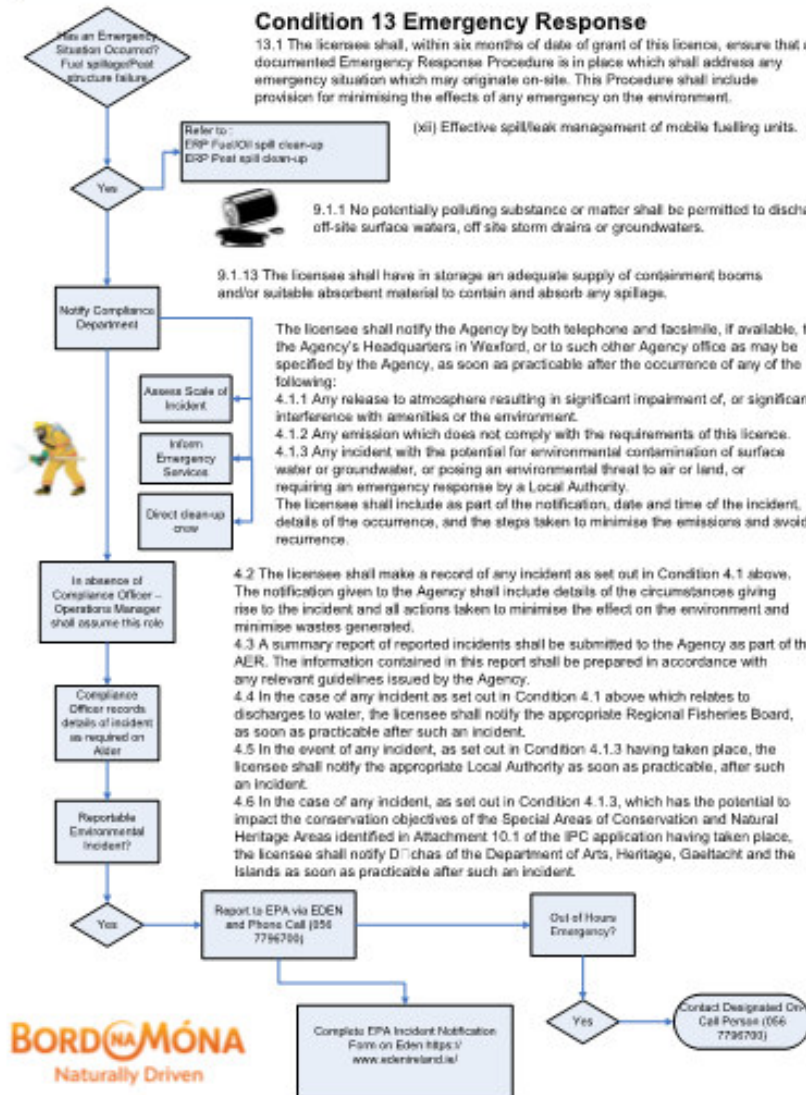 Condition 13 Emergency Response
13.1 The licensee shall, within six months of date of grant of this licence, ensure that a
documented Emergency Response Procedure is in place which shall address any
emergency situation which may originate on-site. This Procedure shall include
provision for minimising the effects of any emergency on the environment.
Has an Emergency
Situation Occurred?
Fuel spillage/Peat
structure failure
(xii) Effective spill/leak management of mobile fuelling units.
Refer to :
ERP Fuel/Oil spill clean-up
ERP Peat spill clean-up
Yes
9.1.1 No potentially polluting substance or matter shall be permitted to discha
off-site surface waters, off site storm drains or groundwaters.
9.1.13 The licensee shall have in storage an adequate supply of containment booms
and/or suitable absorbent material to contain and absorb any spillage.
Notify Compliance
Department
The licensee shall notify the Agency by both telephone and facsimile, if available, t
the Agency's Headquarters in Wexford, or to such other Agency office as may be
specified by the Agency, as soon as practicable after the occurrence of any of the
following:
4.1.1 Any release to atmosphere resulting in significant impairment of, or significan
interference with amenities or the environment.
4.1.2 Any emission which does not comply with the requirements of this licence.
4.1.3 Any incident with the potential for environmental contamination of surface
water or groundwater, or posing an environmental threat to air or land, or
requiring an emergency response by a Local Authority.
The licensee shall include as part of the notification, date and time of the incident,
details of the occurrence, and the steps taken to minimise the emissions and avoid
recurrence.
Assess Scale of
Incident
Inform
Emergency
Services
Direct clean-up
crew
In absence of
Compliance Officer –
Operations Manager
shall assume this role
4.2 The licensee shall make a record of any incident as set out in Condition 4.1 above.
The notification given to the Agency shall include details of the circumstances giving
rise to the incident and all actions taken to minimise the effect on the environment and
minimise wastes generated.
4.3 A summary report of reported incidents shall be submitted to the Agency as part of th
AER. The information contained in this report shall be prepared in accordance with
any relevant guidelines issued by the Agency.
4.4 In the case of any incident as set out in Condition 4.1 above which relates to
discharges to water, the licensee shall notify the appropriate Regional Fisheries Board,
as soon as practicable after such an incident.
4.5 In the event of any incident, as set out in Condition 4.1.3 having taken place, the
licensee shall notify the appropriate Local Authority as soon as practicable, after such
an incident.
4.6 In the case of any incident, as set out in Condition 4.1.3, which has the potential to
impact the conservation objectives of the Special Areas of Conservation and Natural
Heritage Areas identified in Attachment 10.1 of the IPC application having taken place,
the licensee shall notify D□chas of the Department of Arts, Heritage, Gaeltacht and the
Islands as soon as practicable after such an incident.
Compliance
Officer records
details of incident
as required on
Alder
Reportable
Environmental
Incident?
Yes
Report to EPA via EDEN
and Phone Call (056
7796700)
Out of Hours
Emergency?
Yes
Contact Designated On-
Call Person (056
7796700)
Complete EPA Incident Notification
Form on Eden https://
www.edenireland.ie/
BORD NA MÓNA
Naturally Driven